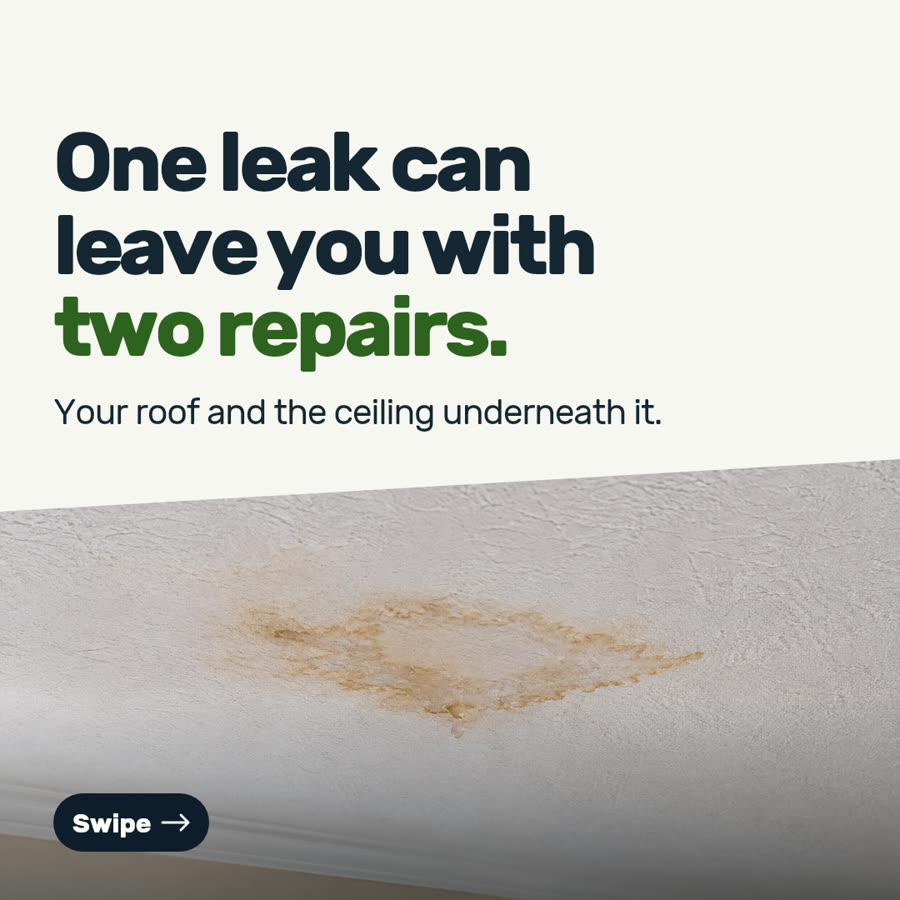 One leak can
leave you with
two repairs.
Your roof and the ceiling underneath it.
Swipe →